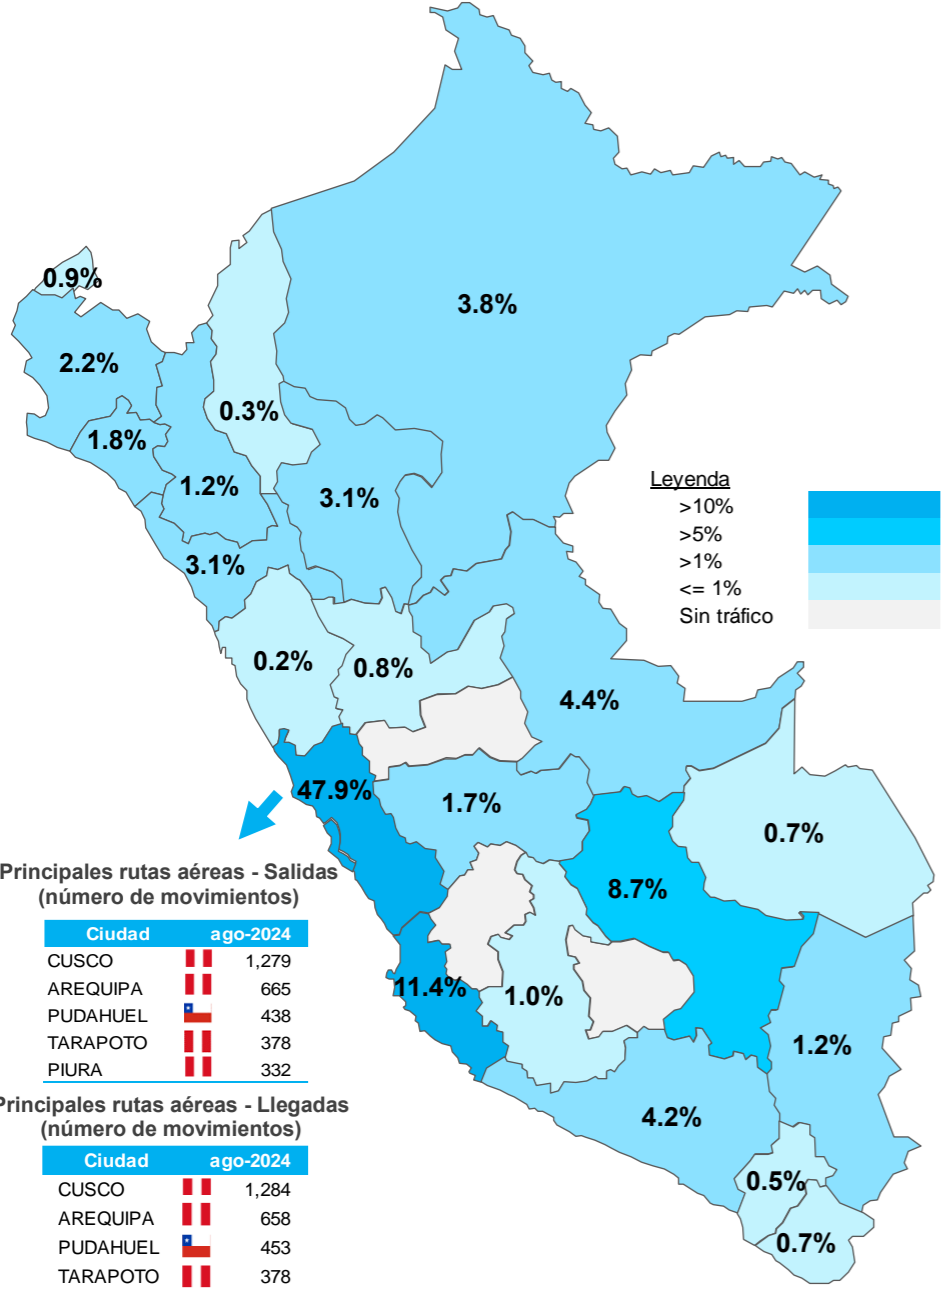 0.9%
3.8%
2.2%
0.3%
1.8%
1.2%
3.1%
Leyenda
>10%
>5%
>1%
<= 1%
Sin tráfico
3.1%
0.2%
0.8%
4.4%
47.9%
1.7%
0.7%
8.7%
11.4%
1.0%
1.2%
4.2%
0.5%
0.7%
Principales rutas aéreas - Salidas
(número de movimientos)
Ciudad ago-2024
CUSCO 1,279
AREQUIPA 665
PUDAHUEL 438
TARAPOTO 378
PIURA 332
Principales rutas aéreas - Llegadas
(número de movimientos)
Ciudad ago-2024
CUSCO 1,284
AREQUIPA 658
PUDAHUEL 453
TARAPOTO 378